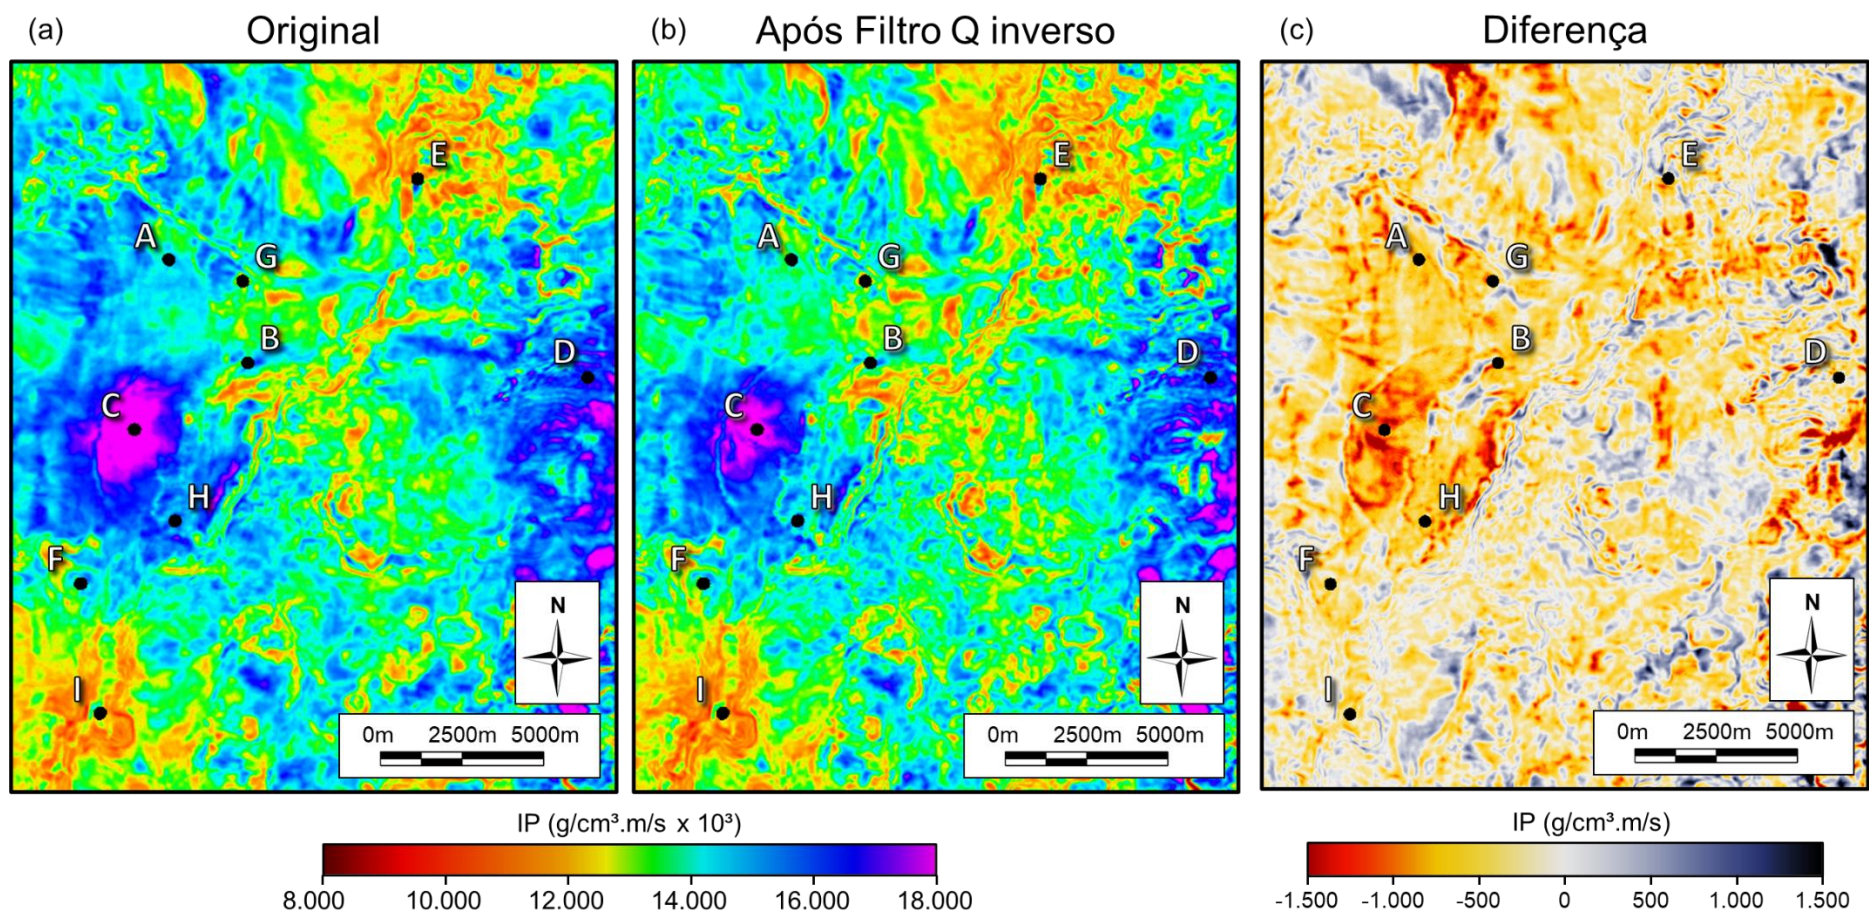 (a) Original
(b) Após Filtro Q inverso
(c) Diferença
A
G
B
E
D
C
H
F
I
N
0m 2500m 5000m
A
G
B
E
D
C
H
F
I
N
0m 2500m 5000m
A
G
B
E
D
C
H
F
I
N
0m 2500m 5000m
IP (g/cm³.m/s x 10³)
8.000 10.000 12.000 14.000 16.000 18.000
IP (g/cm³.m/s)
-1.500 -1.000 -500 0 500 1.000 1.500